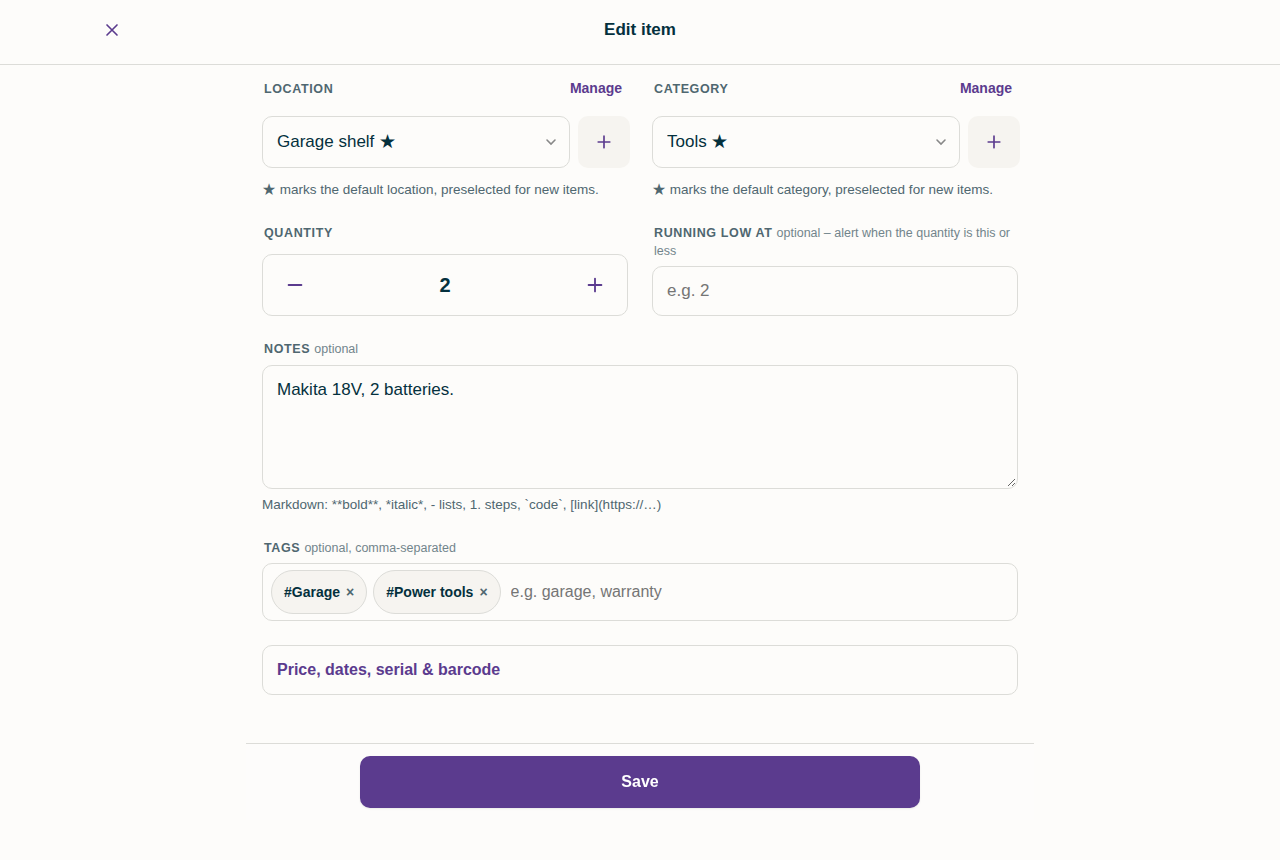 Edit item
LOCATION Manage
CATEGORY Manage
Garage shelf ★
Tools ★
★ marks the default location, preselected for new items.
★ marks the default category, preselected for new items.
QUANTITY
2
RUNNING LOW AT optional – alert when the quantity is this or
less
e.g. 2
NOTES optional
Makita 18V, 2 batteries.
Markdown: **bold**, *italic*, - lists, 1. steps, `code`, [link](https://…)
TAGS optional, comma-separated
#Garage × #Power tools × e.g. garage, warranty
Price, dates, serial & barcode
Save